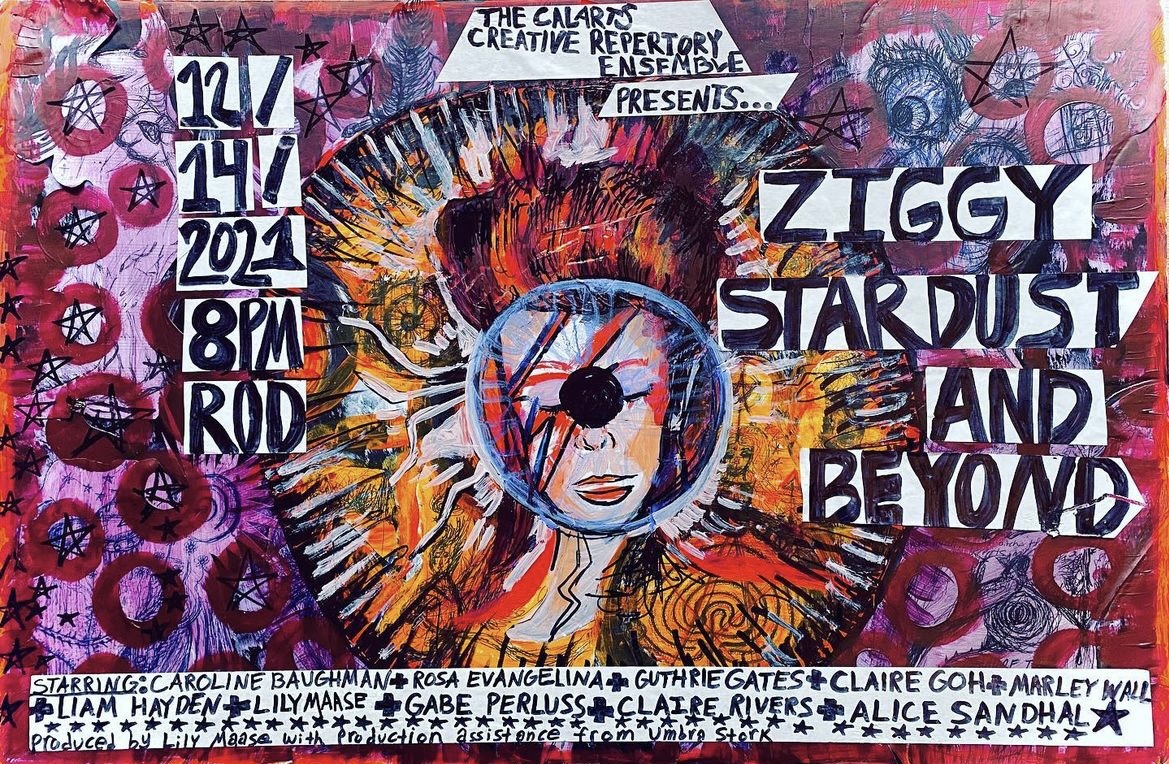 THE CALARTS
CREATIVE REPERTORY
ENSEMBLE
PRESENTS...
12/
14/
2021
8PM
ROD
ZIGGY
STARDUST
AND
BEYOND
STARRING: CAROLINE BAUGHMAN + ROSA EVANGELINA + GUTHRIE GATES + CLAIRE GOH + MARLEY WALL
+ LIAM HAYDEN + LILY MAASE + GABE PERLUSS + CLAIRE RIVERS + ALICE SANDHAL
Produced by Lily Maase with Production assistance from Umbra Stork